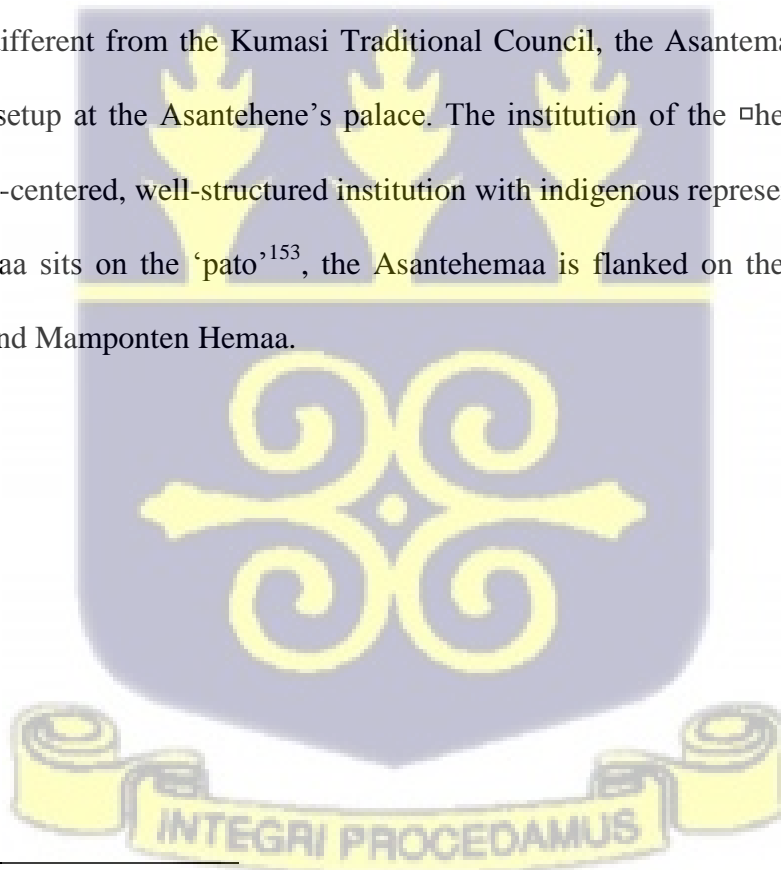 ifferent from the Kumasi Traditional Council, the Asantema
setup at the Asantehene’s palace. The institution of the □he
-centered, well-structured institution with indigenous represe
aa sits on the ‘pato’153, the Asantehemaa is flanked on the
nd Mamponten Hemaa.
INTEGRI PROCEDAMUS